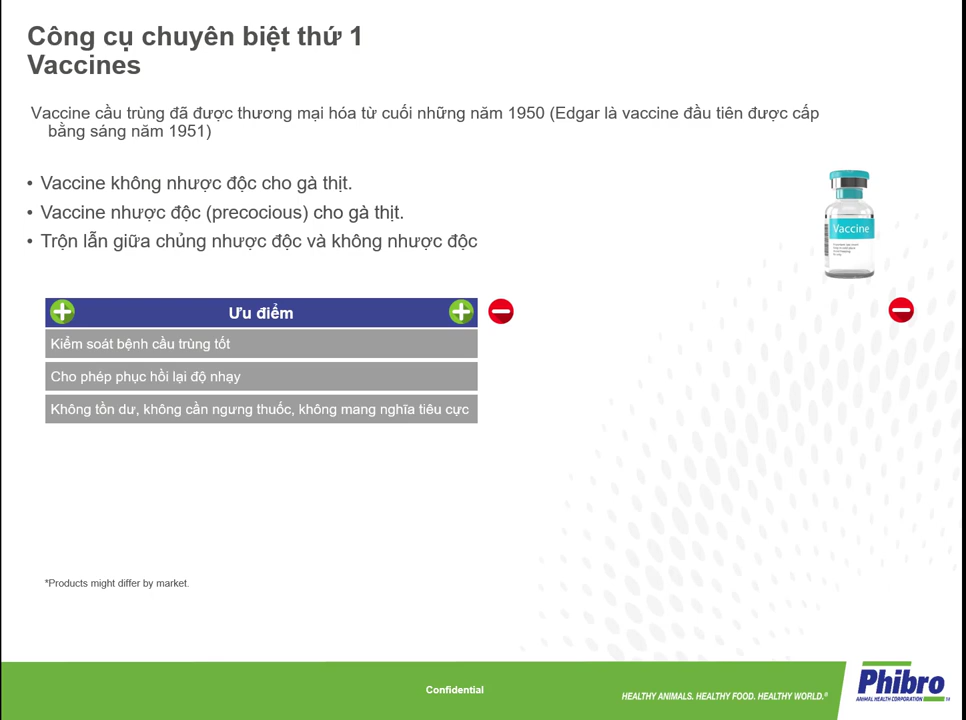 Công cụ chuyên biệt thứ 1
Vaccines
Vaccine cầu trùng đã được thương mại hóa từ cuối những năm 1950 (Edgar là vaccine đầu tiên được cấp
bằng sáng năm 1951)
• Vaccine không nhược độc cho gà thịt.
• Vaccine nhược độc (precocious) cho gà thịt.
• Trộn lẫn giữa chủng nhược độc và không nhược độc
Vaccine
Ưu điểm
Kiểm soát bệnh cầu trùng tốt
Cho phép phục hồi lại độ nhạy
Không tồn dư, không cần ngưng thuốc, không mang nghĩa tiêu cực
*Products might differ by market.
Confidential
HEALTHY ANIMALS. HEALTHY FOOD. HEALTHY WORLD.®
Phibro
ANIMAL HEALTH CORPORATION